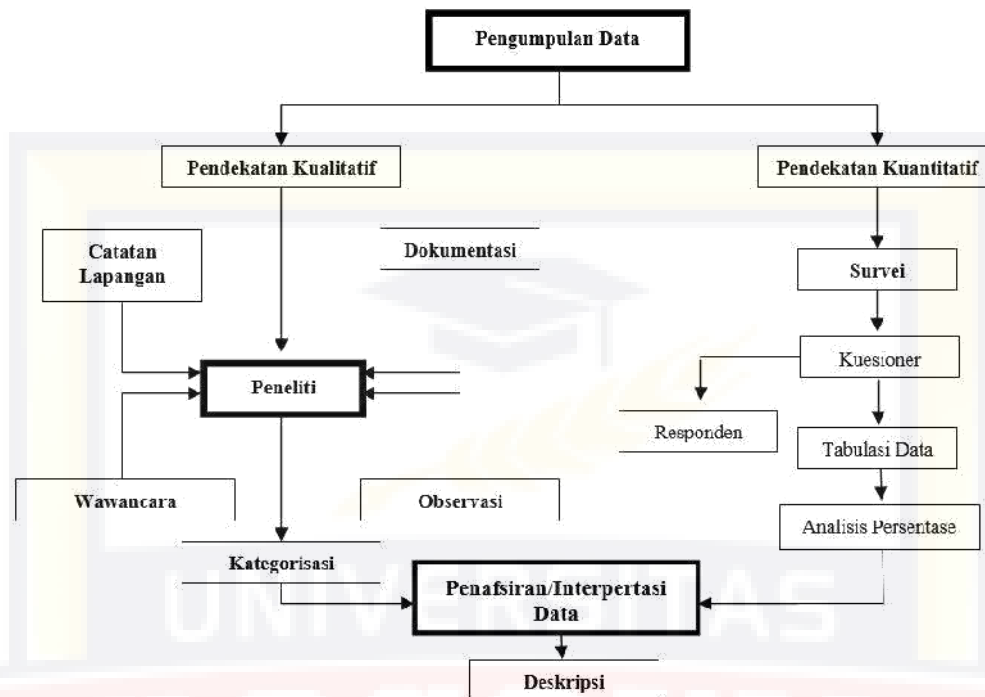 Pengumpulan Data
Pendekatan Kualitatif
Pendekatan Kuantitatif
Catatan
Lapangan
Dokumentasi
Survei
Peneliti
Kuesioner
Responden
Tabulasi Data
Wawancara
Observasi
Analisis Persentase
Kategorisasi
Penafsiran/Interpertasi
Data
UNIVERSITAS
Deskripsi